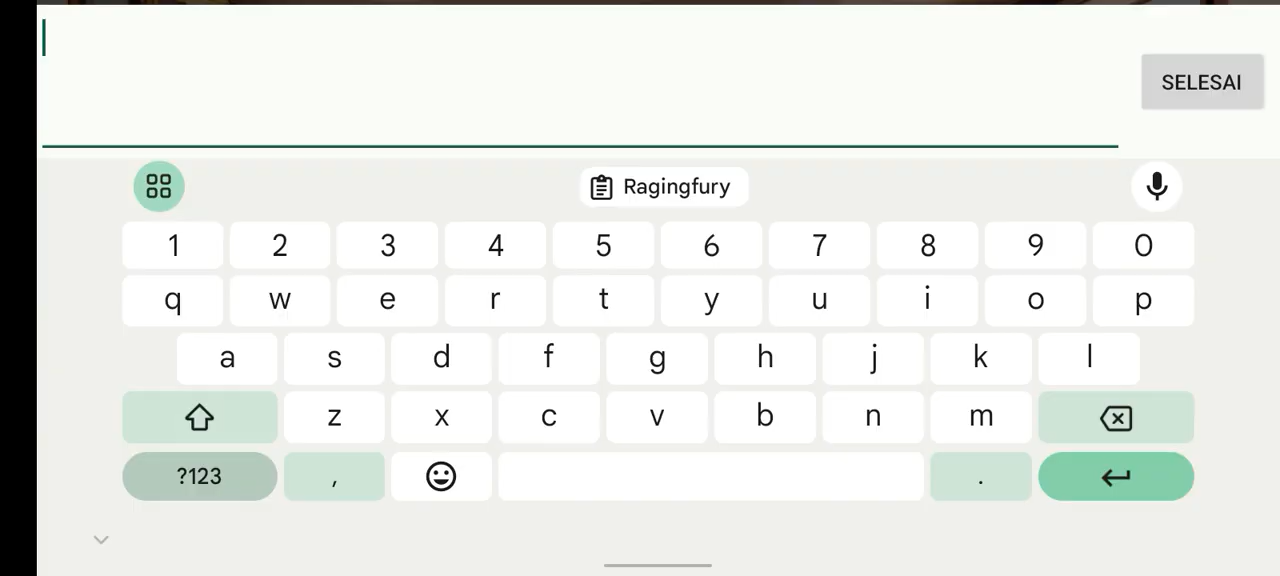 SELESAI
Ragingfury
1 2 3 4 5 6 7 8 9 0
q w e r t y u i o p
a s d f g h j k l
z x c v b n m
?123 , .